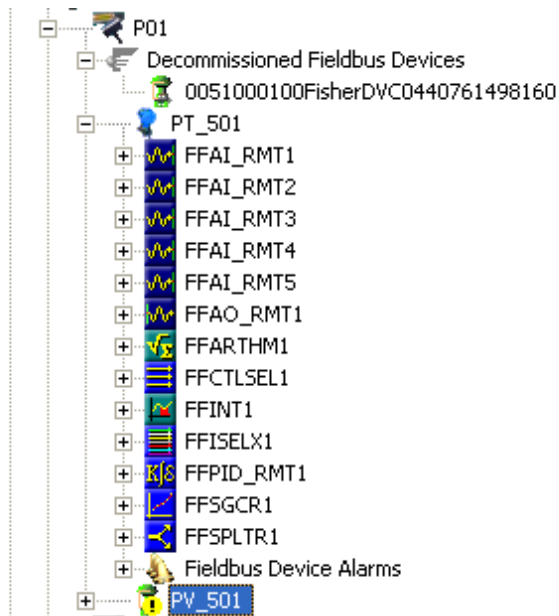 P01
Decommissioned Fieldbus Devices
0051000100FisherDVC0440761498160
PT_501
FFAI_RMT1
FFAI_RMT2
FFAI_RMT3
FFAI_RMT4
FFAI_RMT5
FFAO_RMT1
FFARTHM1
FFCTLSEL1
FFINT1
FFISELX1
FFPID_RMT1
FFSGCR1
FFSPLTR1
Fieldbus Device Alarms
PV_501